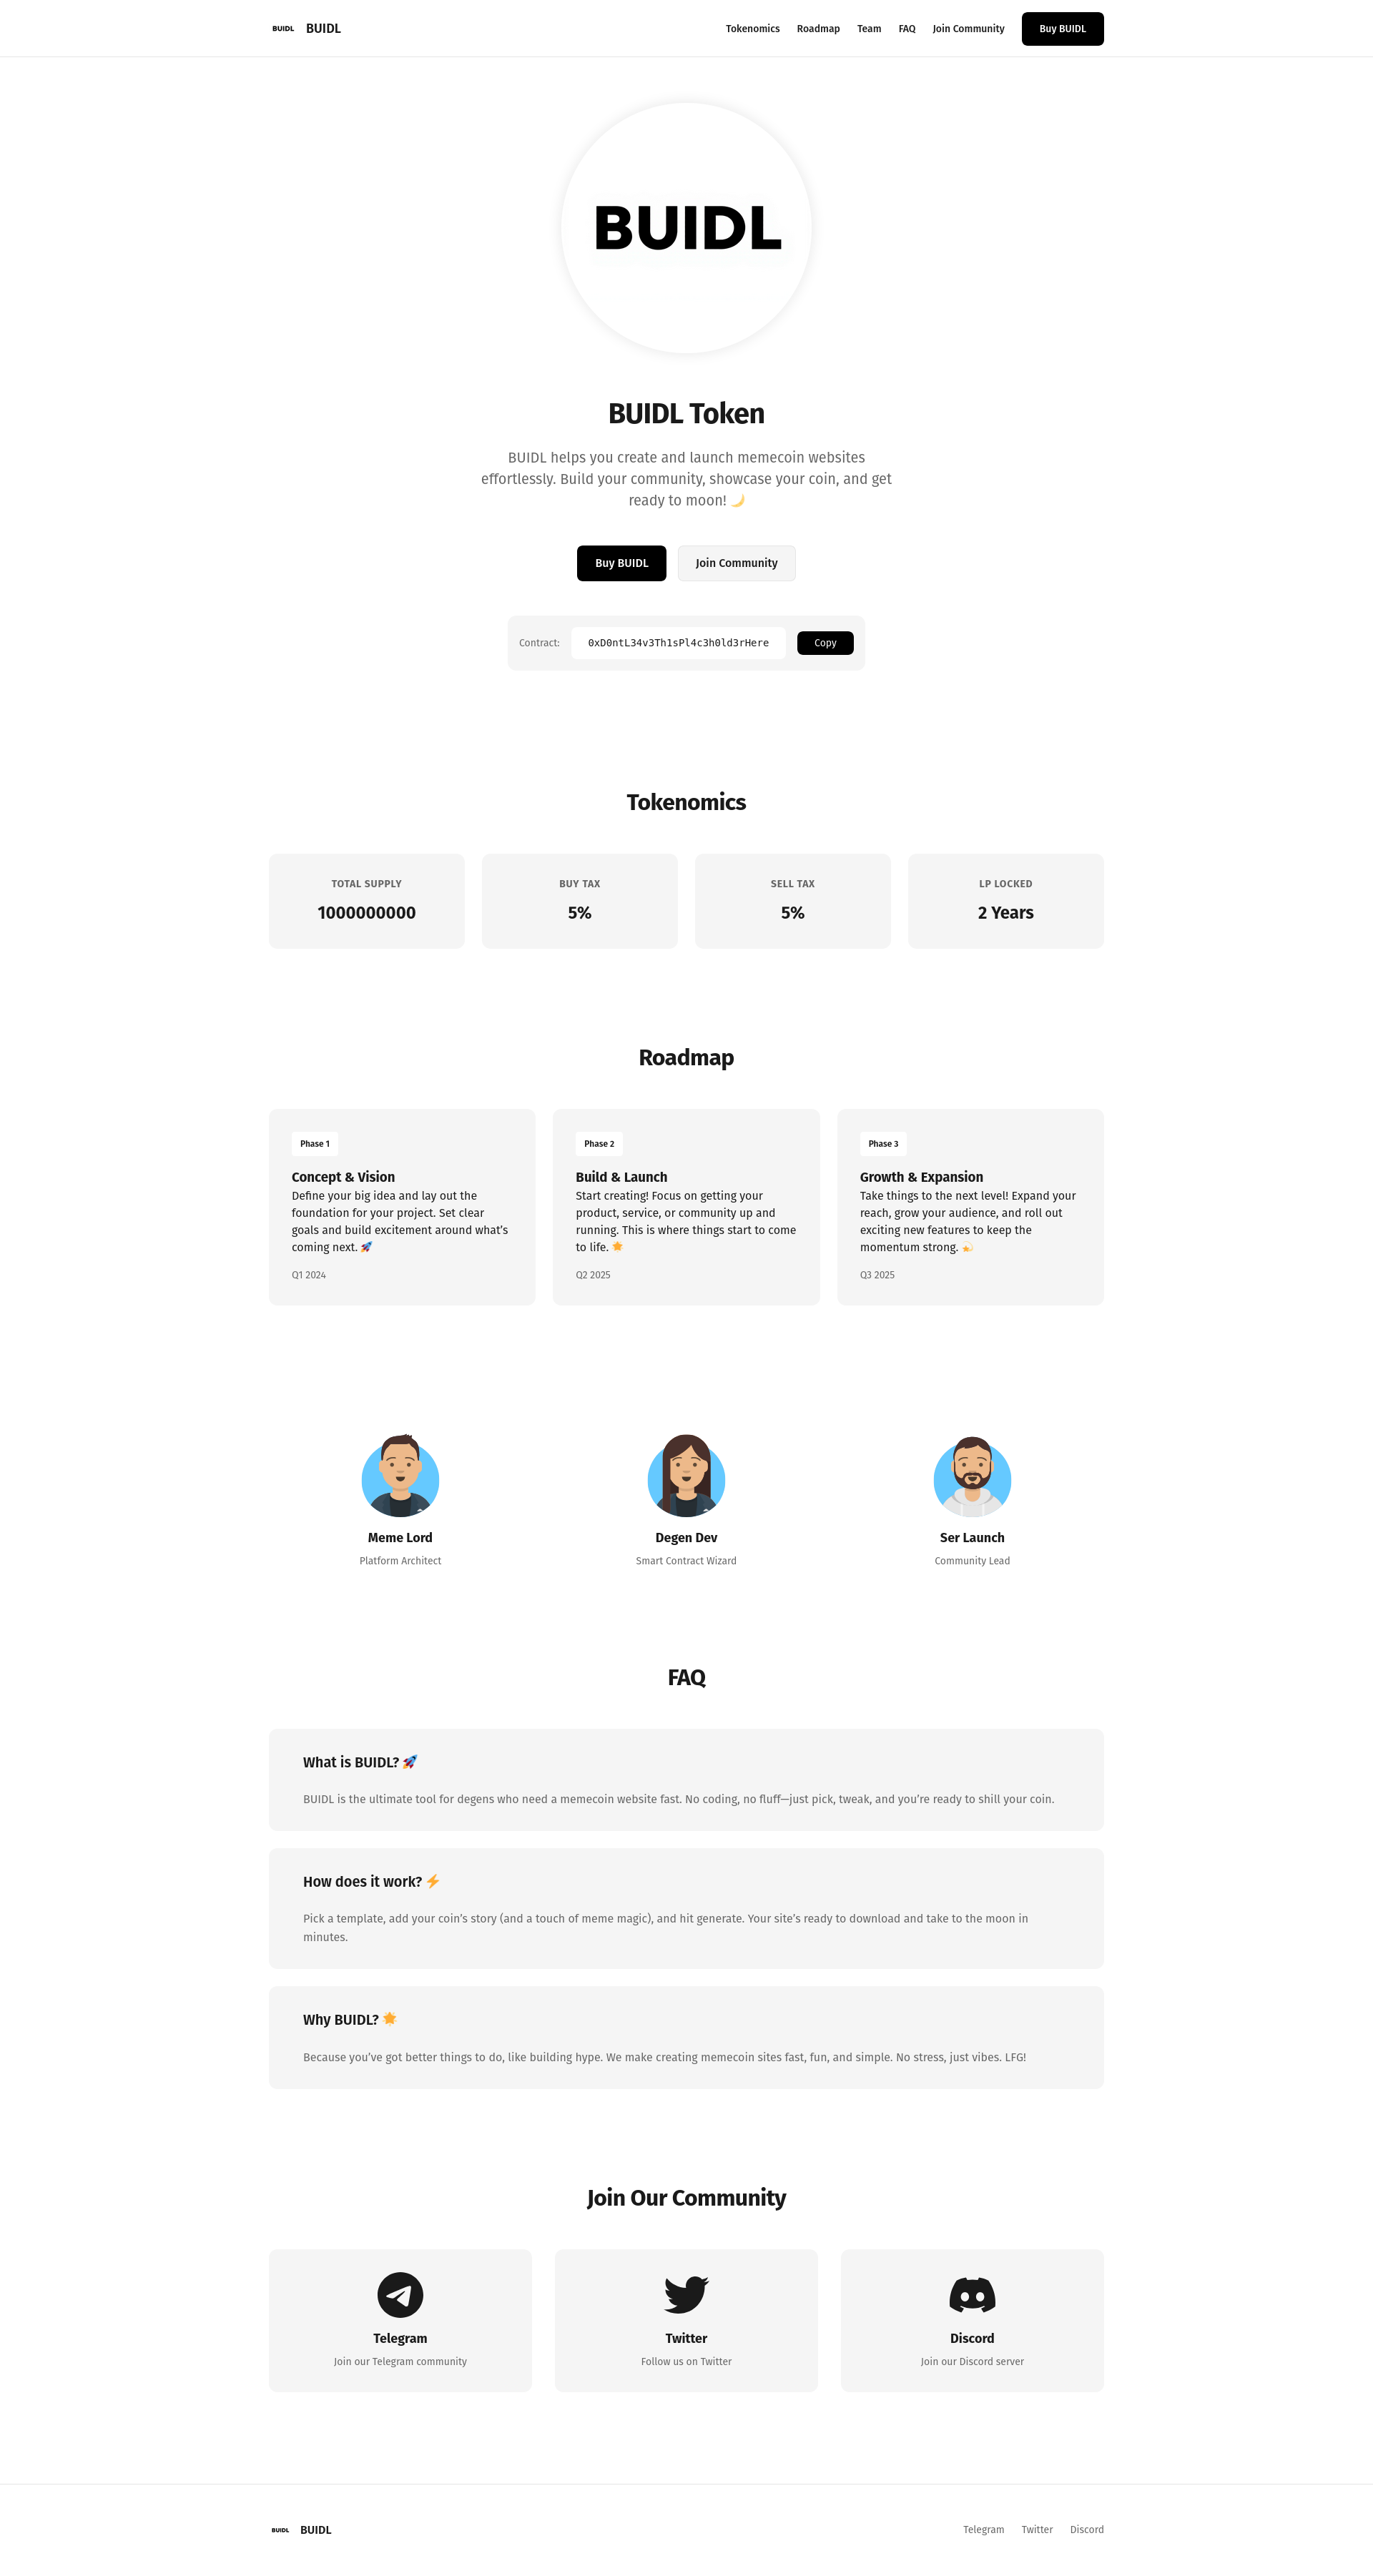 BUIDL BUIDL Tokenomics Roadmap Team FAQ Join Community Buy BUIDL
BUIDL
BUIDL Token
BUIDL helps you create and launch memecoin websites
effortlessly. Build your community, showcase your coin, and get
ready to moon! 🌙
Buy BUIDL Join Community
Contract: 0xD0ntL34v3Th1sPl4c3h0ld3rHere Copy
Tokenomics
TOTAL SUPPLY
1000000000
BUY TAX
5%
SELL TAX
5%
LP LOCKED
2 Years
Roadmap
Phase 1
Concept & Vision
Define your big idea and lay out the
foundation for your project. Set clear
goals and build excitement around what’s
coming next. 🚀
Q1 2024
Phase 2
Build & Launch
Start creating! Focus on getting your
product, service, or community up and
running. This is where things start to come
to life. 🌟
Q2 2025
Phase 3
Growth & Expansion
Take things to the next level! Expand your
reach, grow your audience, and roll out
exciting new features to keep the
momentum strong. 💫
Q3 2025
Meme Lord
Platform Architect
Degen Dev
Smart Contract Wizard
Ser Launch
Community Lead
FAQ
What is BUIDL? 🚀
BUIDL is the ultimate tool for degens who need a memecoin website fast. No coding, no fluff—just pick, tweak, and you’re ready to shill your coin.
How does it work? ⚡
Pick a template, add your coin’s story (and a touch of meme magic), and hit generate. Your site’s ready to download and take to the moon in
minutes.
Why BUIDL? 🌟
Because you’ve got better things to do, like building hype. We make creating memecoin sites fast, fun, and simple. No stress, just vibes. LFG!
Join Our Community
Telegram
Join our Telegram community
Twitter
Follow us on Twitter
Discord
Join our Discord server
BUIDL BUIDL Telegram Twitter Discord